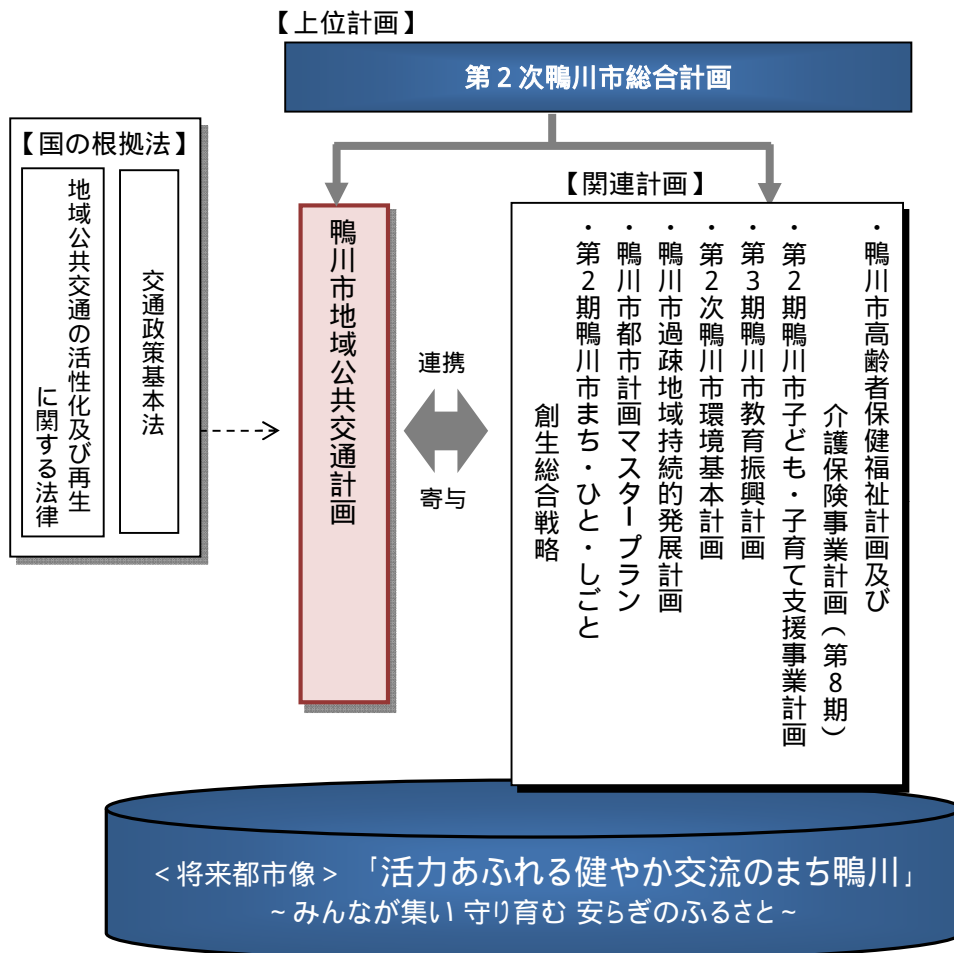 【上位計画】
第2次鴨川市総合計画
【国の根拠法】
交通政策基本法
地域公共交通の活性化及び再生
に関する法律
鴨川市地域公共交通計画
連携
寄与
【関連計画】
・鴨川市高齢者保健福祉計画及び
介護保険事業計画(第8期)
・第2期鴨川市子ども・子育て支援事業計画
・第3期鴨川市教育振興計画
・第2次鴨川市環境基本計画
・鴨川市過疎地域持続的発展計画
・鴨川市都市計画マスタープラン
・第2期鴨川市まち・ひと・しごと
創生総合戦略
<将来都市像> 「活力あふれる健やか交流のまち鴨川」
~みんなが集い 守り育む 安らぎのふるさと~